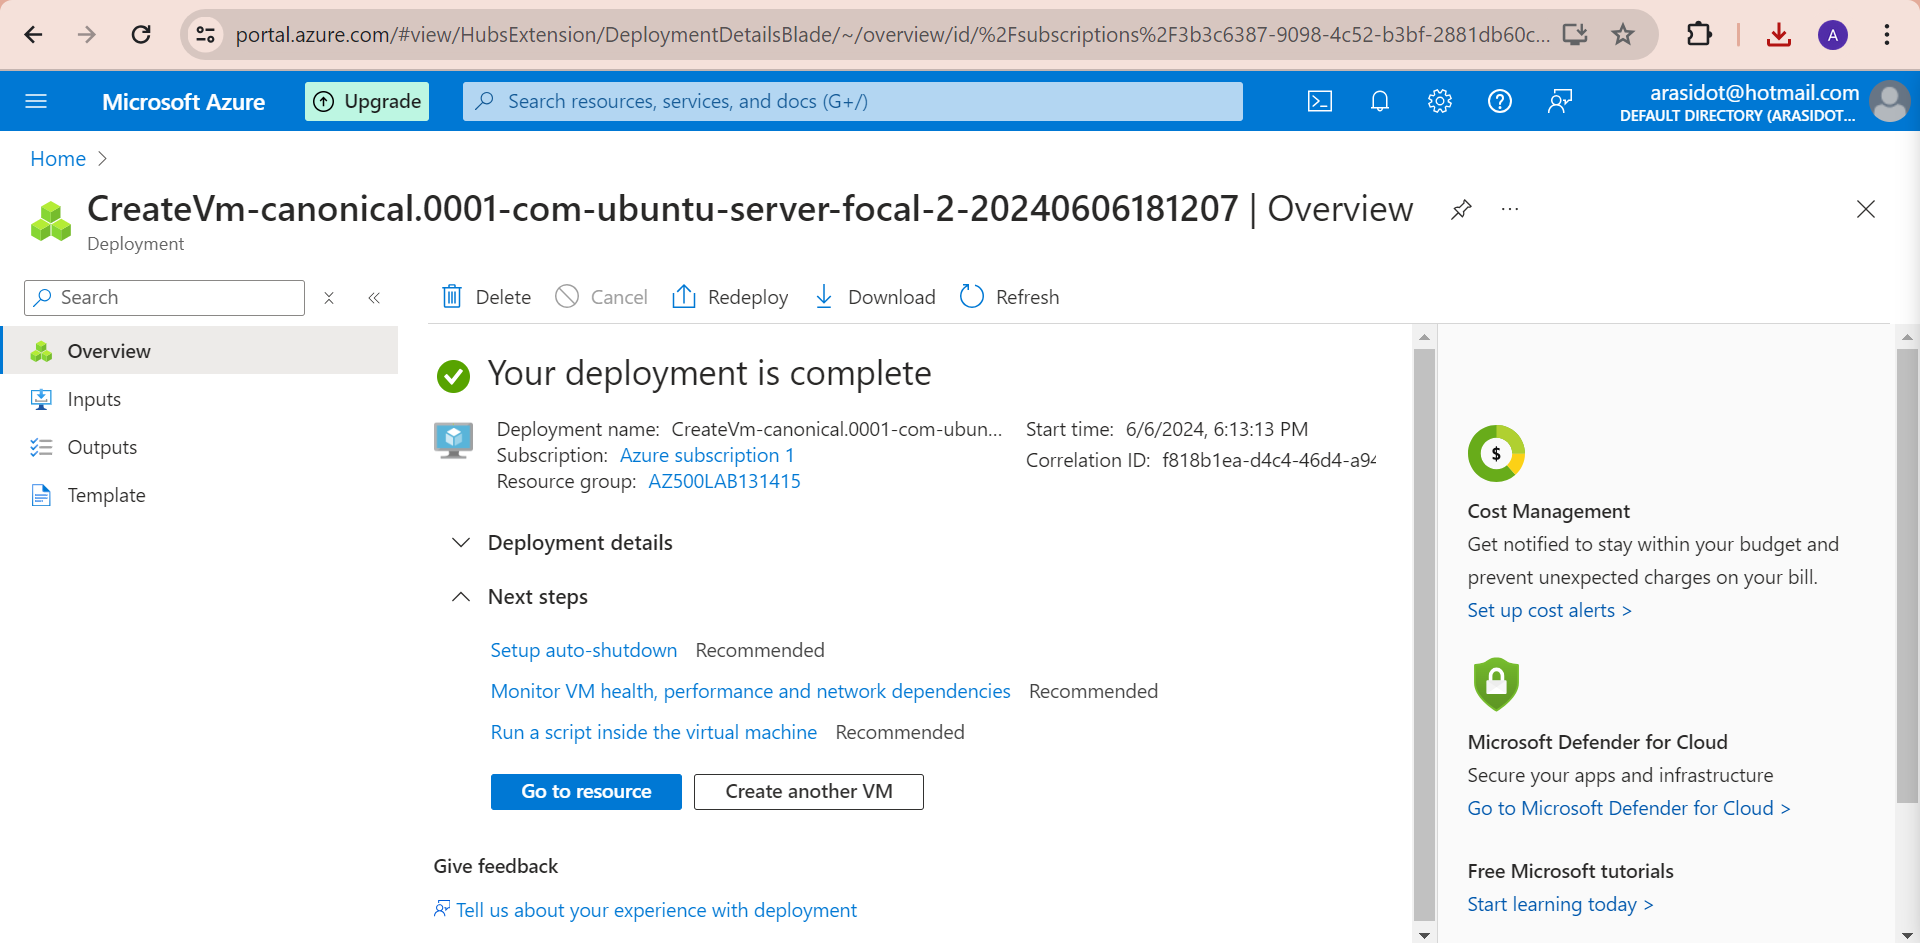 portal.azure.com/#view/HubsExtension/DeploymentDetailsBlade/~/overview/id/%2Fsubscriptions%2F3b3c6387-9098-4c52-b3bf-2881db60c...
A
Microsoft Azure
Upgrade
Search resources, services, and docs (G+/)
arasidot@hotmail.com
DEFAULT DIRECTORY (ARASIDOT...
Home >
CreateVm-canonical.0001-com-ubuntu-server-focal-2-20240606181207 | Overview
...
Deployment
Search
Delete
Cancel
Redeploy
Download
Refresh
Overview
Inputs
Outputs
Template
Your deployment is complete
Deployment name: CreateVm-canonical.0001-com-ubun...
Subscription: Azure subscription 1
Resource group: AZ500LAB131415
Start time: 6/6/2024, 6:13:13 PM
Correlation ID: f818b1ea-d4c4-46d4-a94
Deployment details
Next steps
Setup auto-shutdown Recommended
Monitor VM health, performance and network dependencies Recommended
Run a script inside the virtual machine Recommended
Go to resource
Create another VM
Give feedback
Tell us about your experience with deployment
$
Cost Management
Get notified to stay within your budget and
prevent unexpected charges on your bill.
Set up cost alerts >
Microsoft Defender for Cloud
Secure your apps and infrastructure
Go to Microsoft Defender for Cloud >
Free Microsoft tutorials
Start learning today >